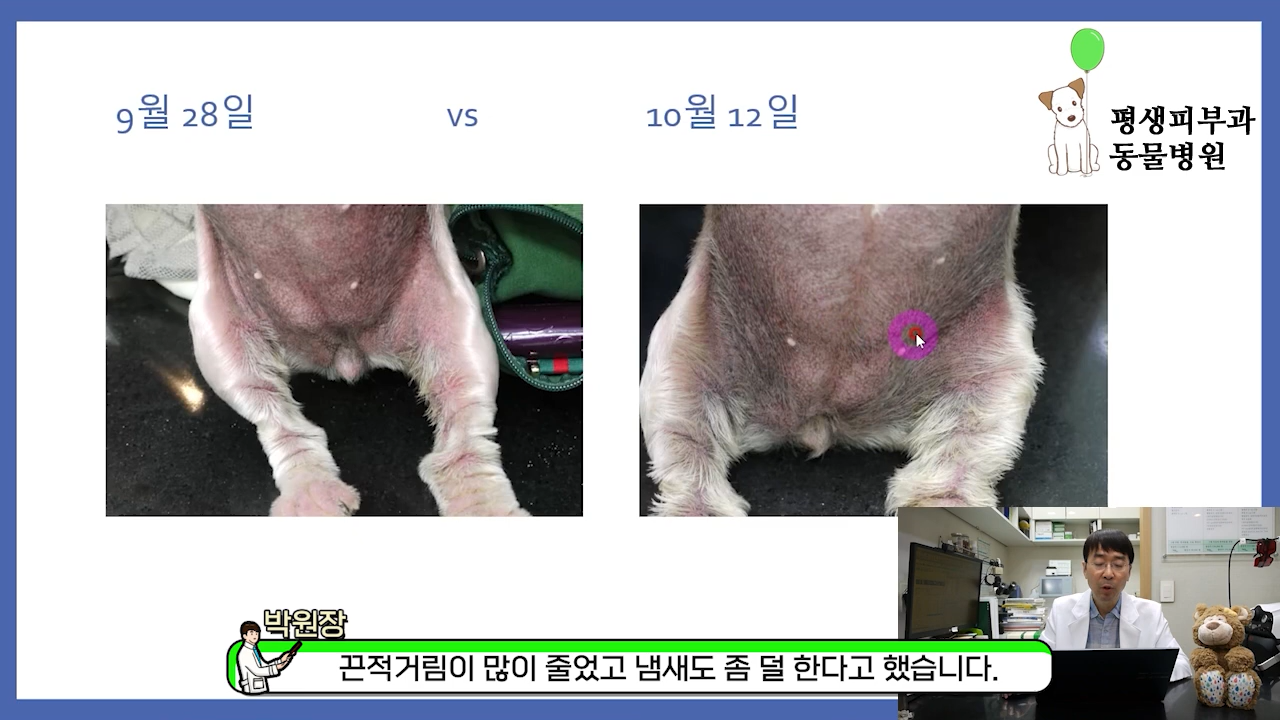 9월 28일
vs
10월 12일
평생피부과
동물병원
박원장
끈적거림이 많이 줄었고 냄새도 좀 덜 한다고 했습니다.